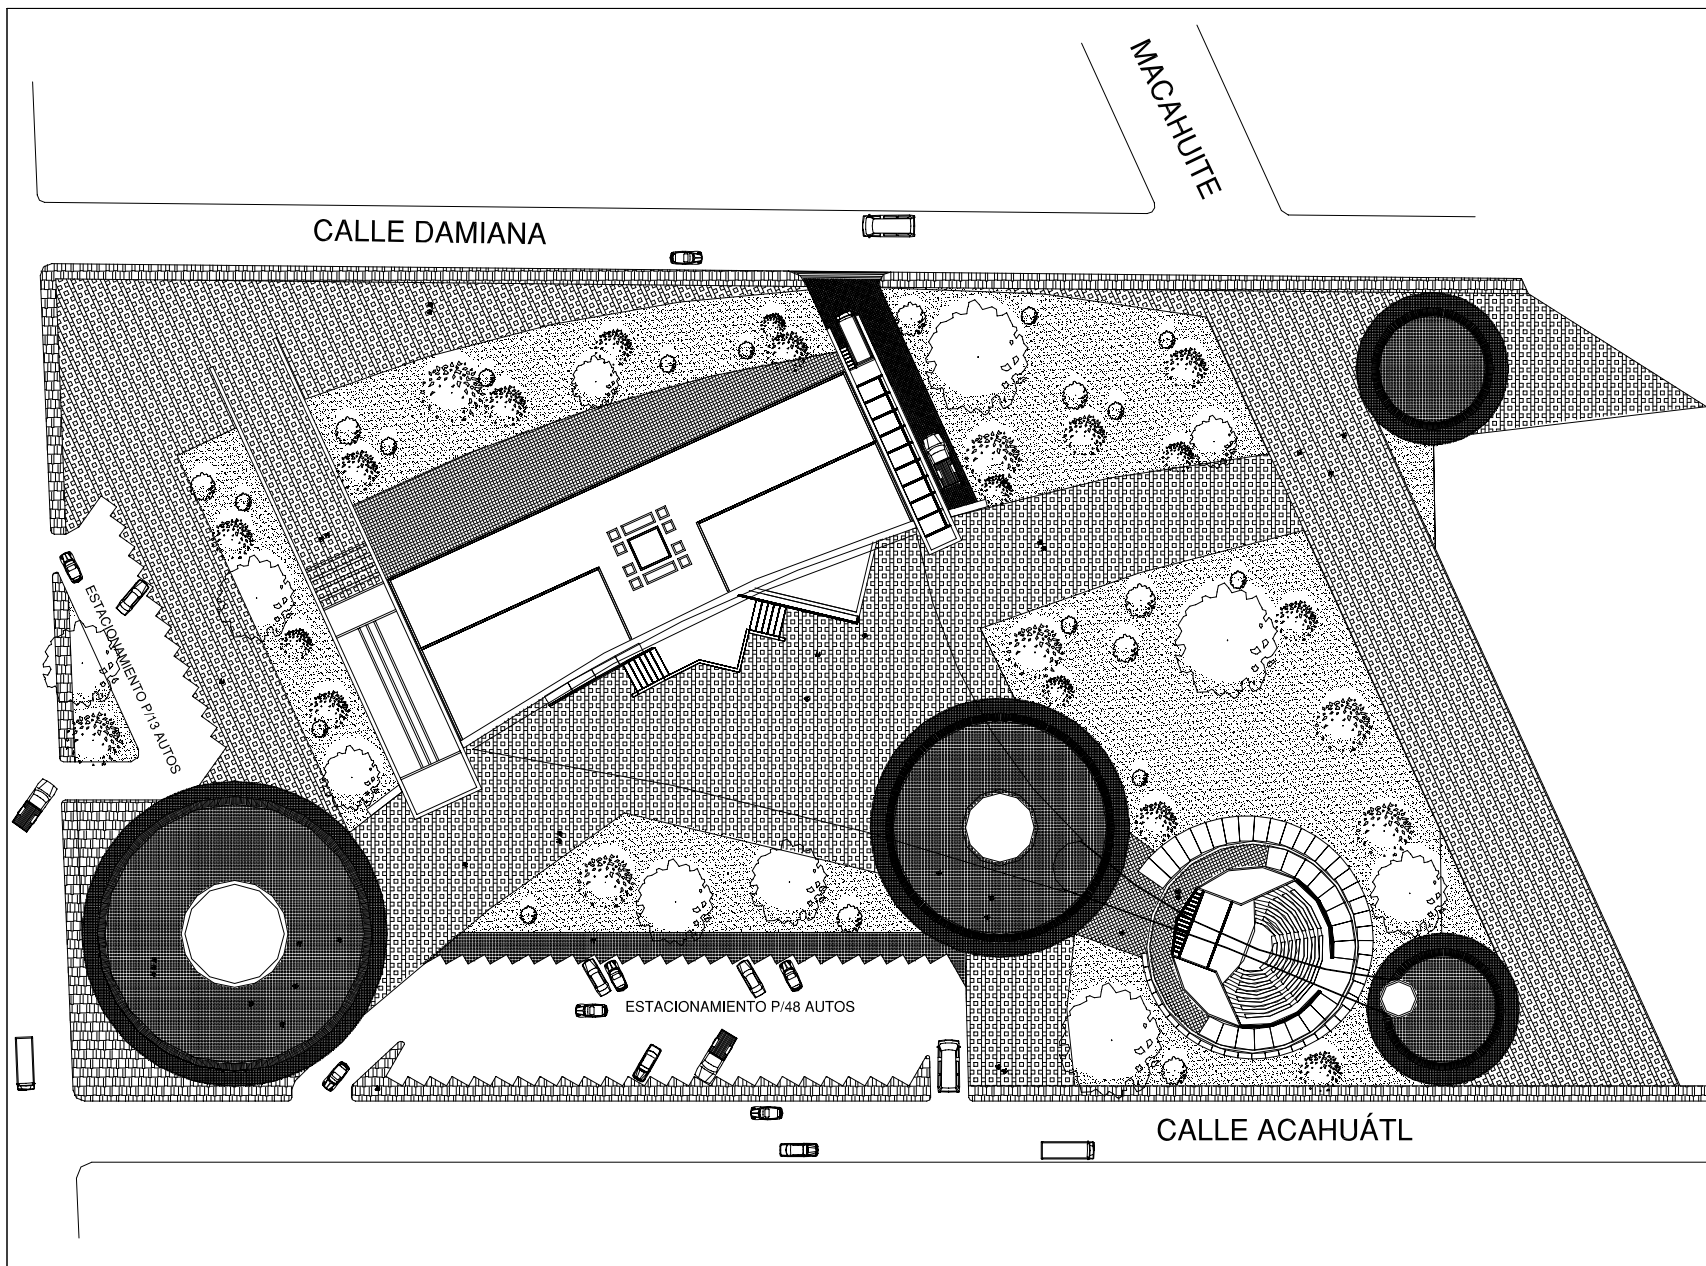 MACAHUITE
CALLE DAMIANA
ESTACIONAMIENTO P/13 AUTOS
ESTACIONAMIENTO P/48 AUTOS
CALLE ACAHUÁTL